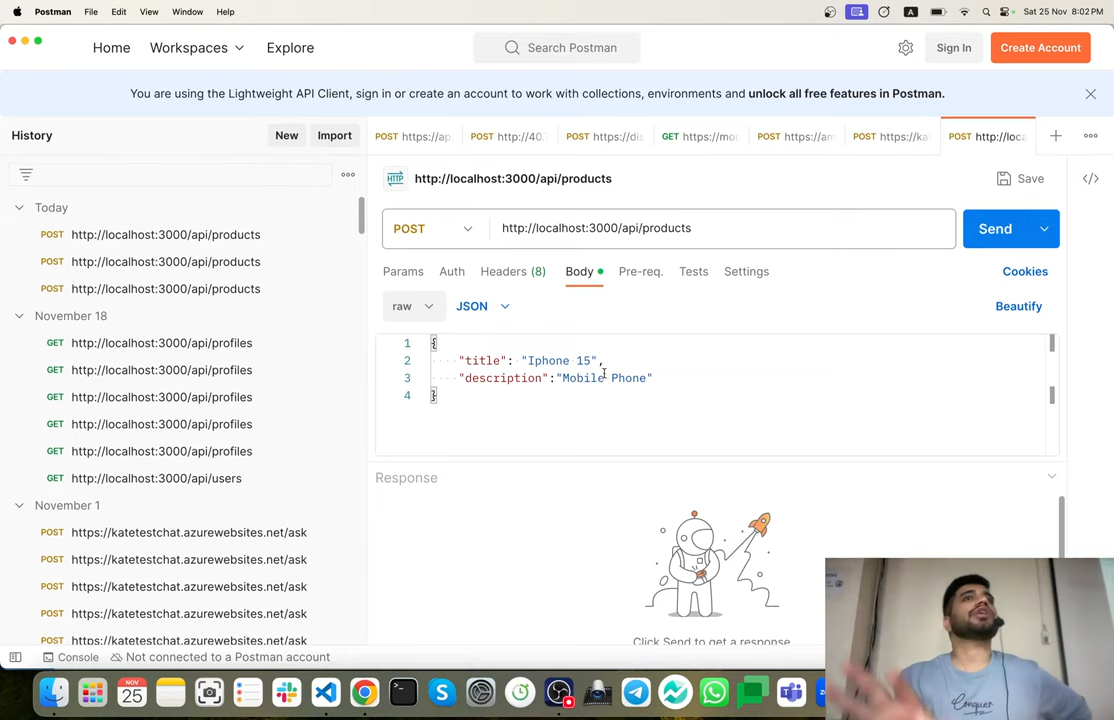 Postman File Edit View Window Help
A Sat 25 Nov 8:02 PM
Home Workspaces Explore
Search Postman
Sign In Create Account
You are using the Lightweight API Client, sign in or create an account to work with collections, environments and unlock all free features in Postman.
History New Import
POST https://ap POST http://40. POST https://dis GET https://mo POST https://am POST https://kat POST http://loca
HTTP http://localhost:3000/api/products
Save
POST http://localhost:3000/api/products
Send
Params Auth Headers (8) Body Pre-req. Tests Settings
Cookies
raw JSON
Beautify
1 {
2 "title": "Iphone 15",
3 "description":"Mobile Phone"
4 }
Response
Click Send to get a response
Today
POST http://localhost:3000/api/products
POST http://localhost:3000/api/products
POST http://localhost:3000/api/products
November 18
GET http://localhost:3000/api/profiles
GET http://localhost:3000/api/profiles
GET http://localhost:3000/api/profiles
GET http://localhost:3000/api/profiles
GET http://localhost:3000/api/profiles
GET http://localhost:3000/api/users
November 1
POST https://katetestchat.azurewebsites.net/ask
POST https://katetestchat.azurewebsites.net/ask
POST https://katetestchat.azurewebsites.net/ask
POST https://katetestchat.azurewebsites.net/ask
POST https://katetestchat.azurewebsites.net/ask
Console Not connected to a Postman account
NOV
25
Conquer